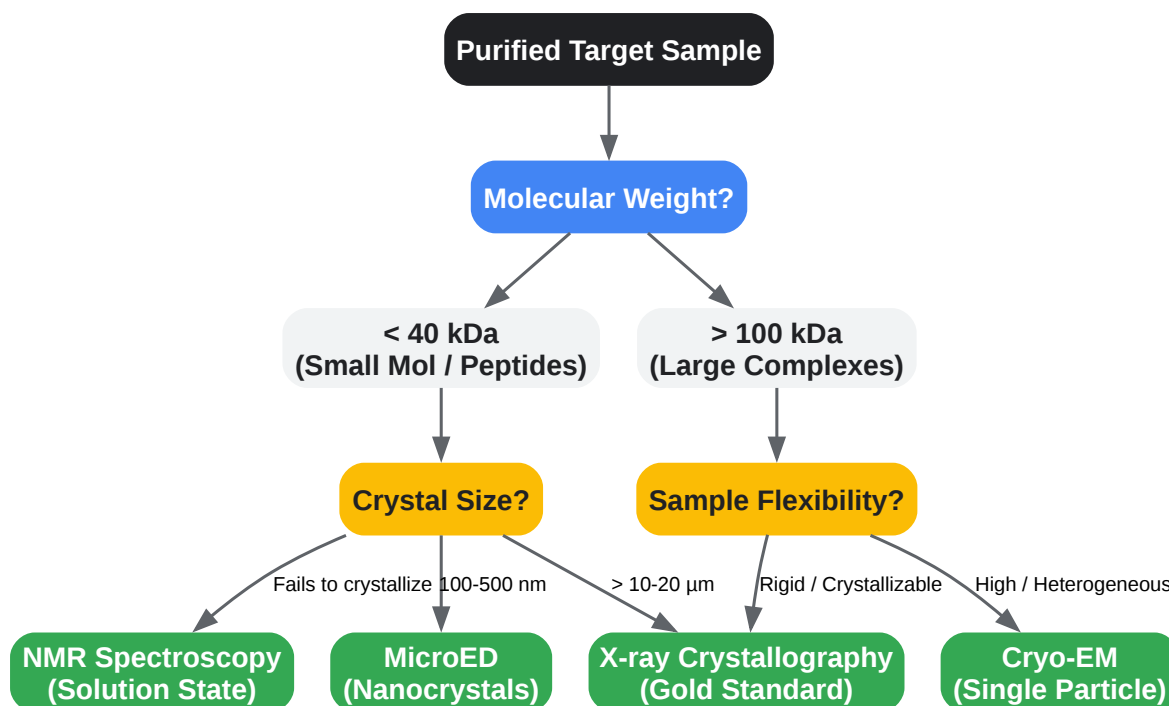 Purified Target Sample
Molecular Weight?
< 40 kDa
(Small Mol / Peptides)
> 100 kDa
(Large Complexes)
Crystal Size?
Sample Flexibility?
Fails to crystallize
100-500 nm
> 10-20 µm
Rigid / Crystallizable
High / Heterogeneous
NMR Spectroscopy
(Solution State)
MicroED
(Nanocrystals)
X-ray Crystallography
(Gold Standard)
Cryo-EM
(Single Particle)